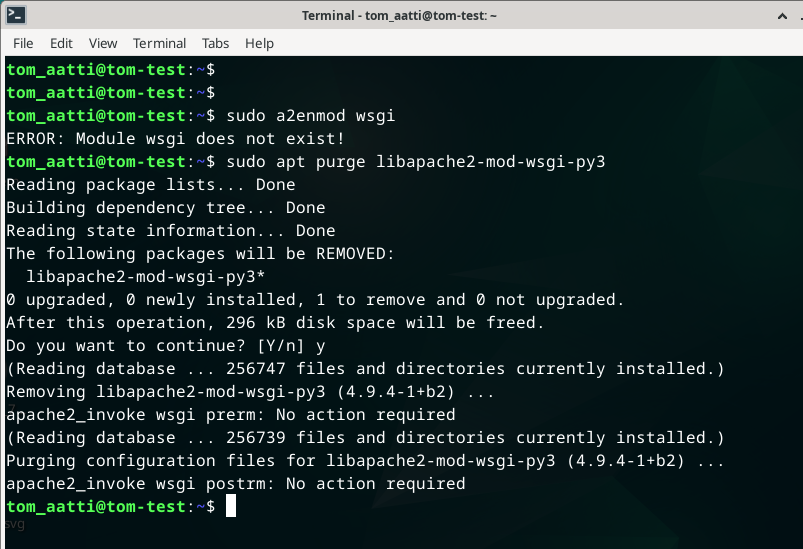 Terminal - tom_aatti@tom-test: ~
File Edit View Terminal Tabs Help
tom_aatti@tom-test:~$
tom_aatti@tom-test:~$
tom_aatti@tom-test:~$ sudo a2enmod wsgi
ERROR: Module wsgi does not exist!
tom_aatti@tom-test:~$ sudo apt purge libapache2-mod-wsgi-py3
Reading package lists... Done
Building dependency tree... Done
Reading state information... Done
The following packages will be REMOVED:
  libapache2-mod-wsgi-py3*
0 upgraded, 0 newly installed, 1 to remove and 0 not upgraded.
After this operation, 296 kB disk space will be freed.
Do you want to continue? [Y/n] y
(Reading database ... 256747 files and directories currently installed.)
Removing libapache2-mod-wsgi-py3 (4.9.4-1+b2) ...
apache2_invoke wsgi prerm: No action required
(Reading database ... 256739 files and directories currently installed.)
Purging configuration files for libapache2-mod-wsgi-py3 (4.9.4-1+b2) ...
apache2_invoke wsgi postrm: No action required
tom_aatti@tom-test:~$
svg